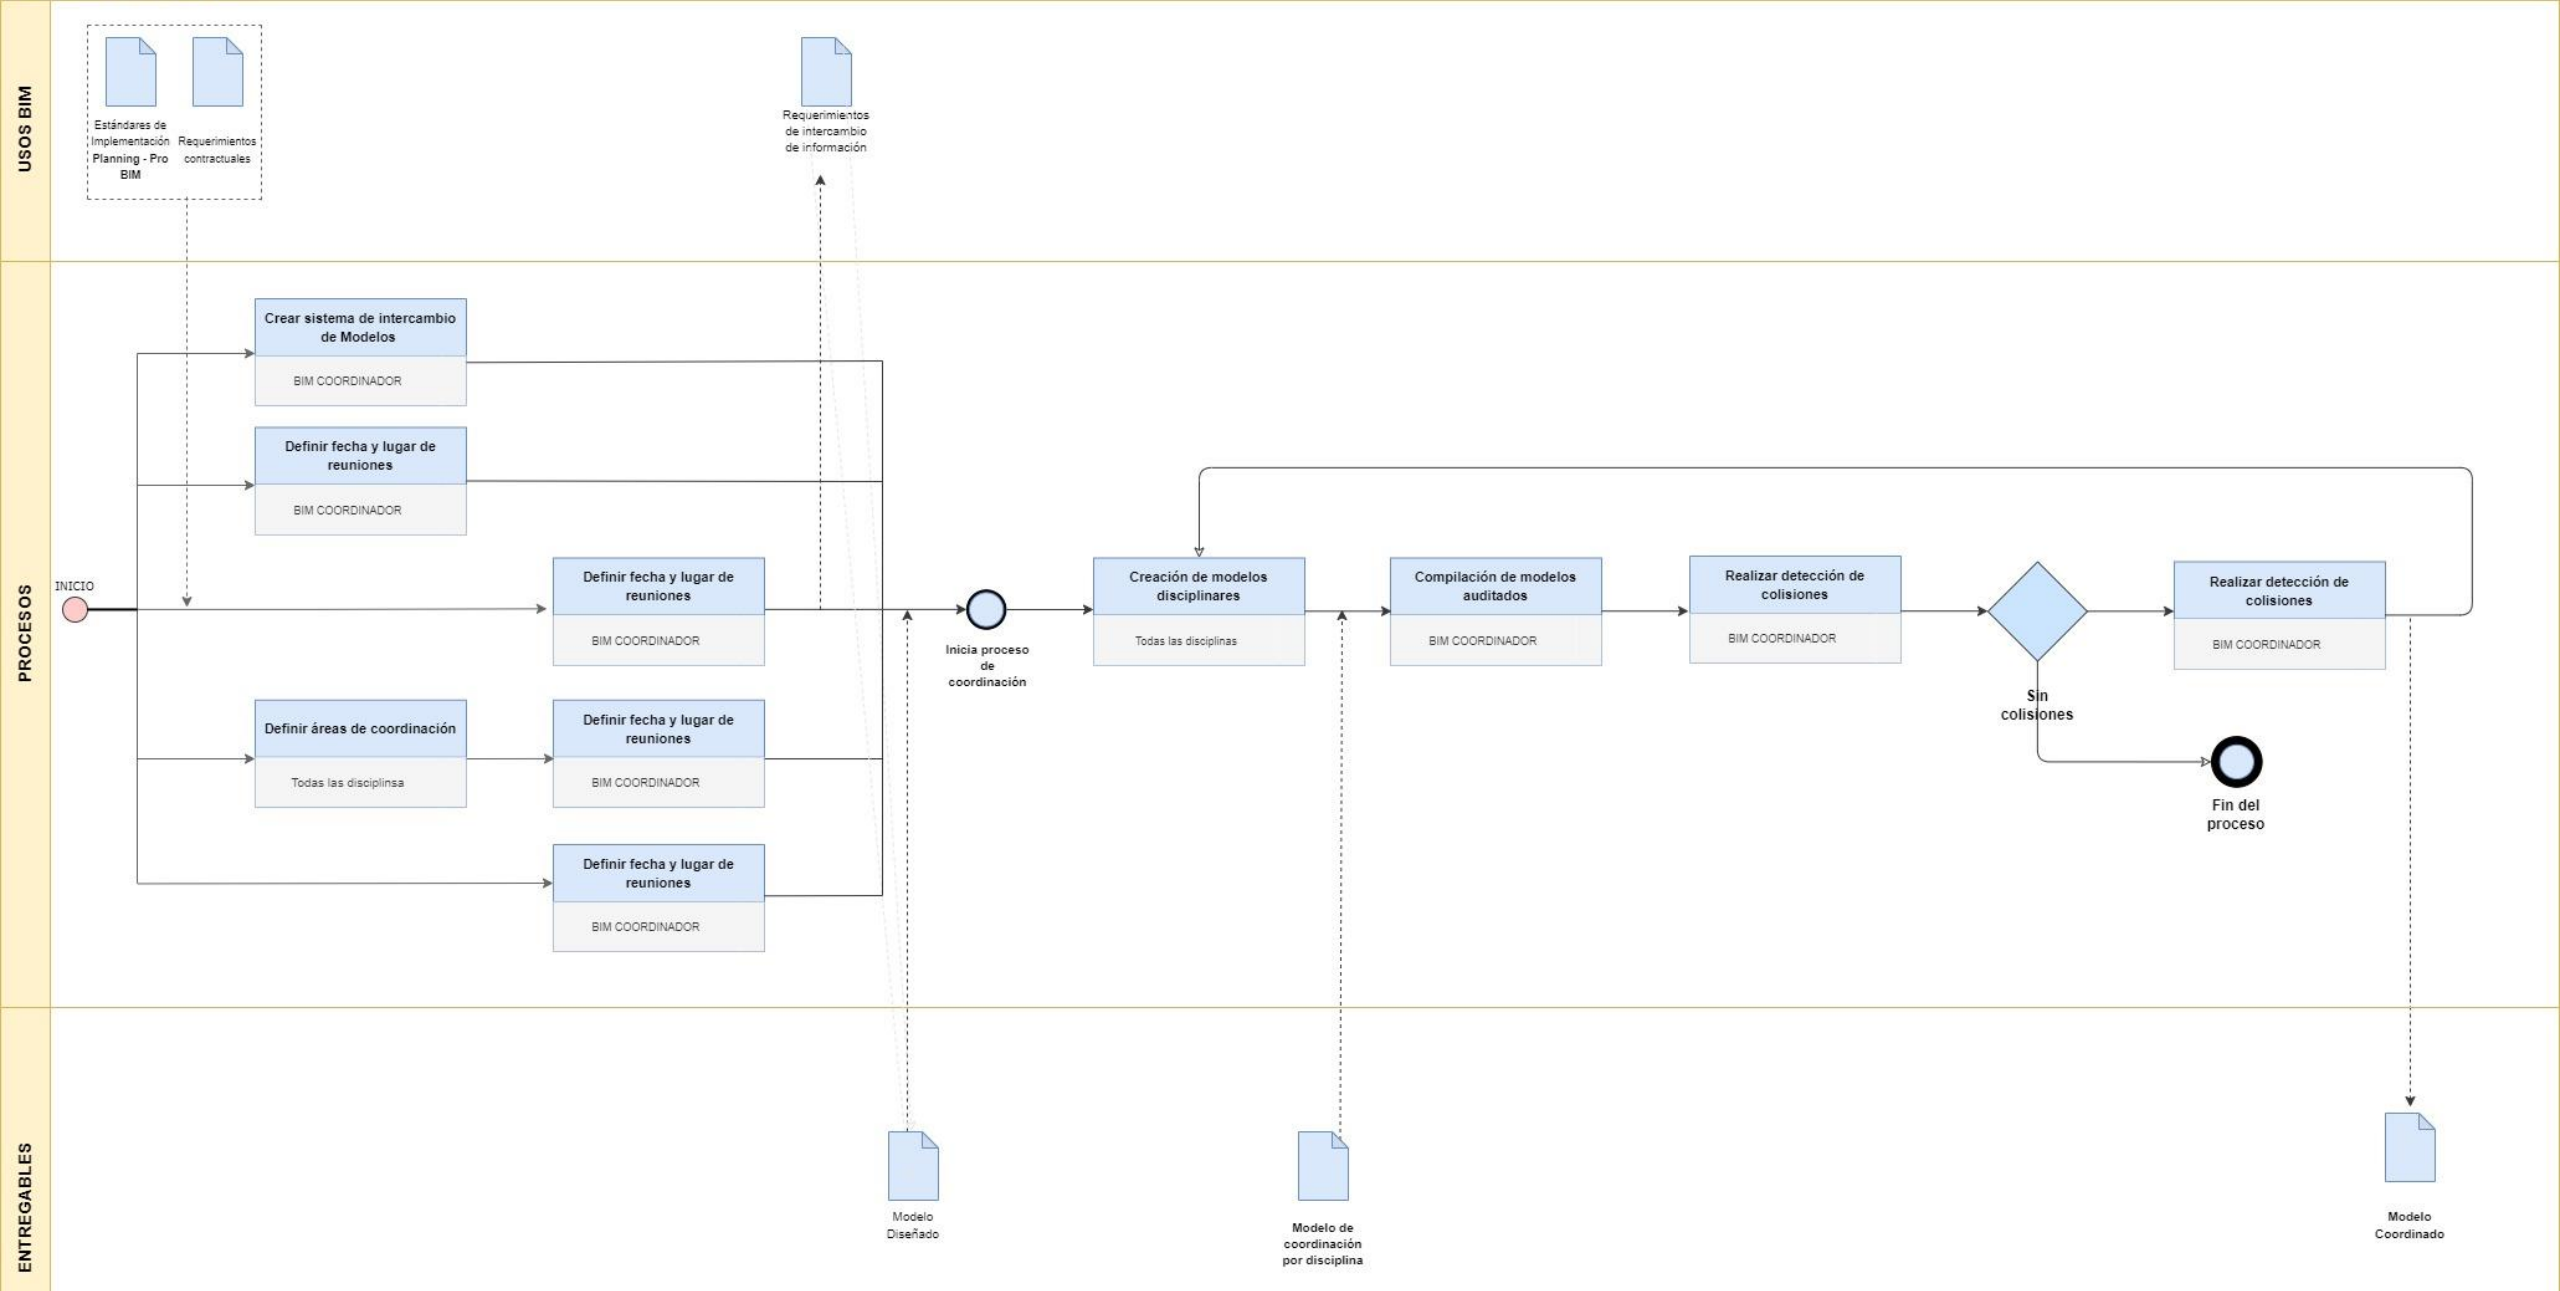 USOS BIM
Estándares de
Implementación
Planning - Pro
BIM
Requerimientos
contractuales
Requerimientos
de intercambio
de información
PROCESOS
INICIO
Crear sistema de intercambio
de Modelos
BIM COORDINADOR
Definir fecha y lugar de
reuniones
BIM COORDINADOR
Definir fecha y lugar de
reuniones
BIM COORDINADOR
Definir áreas de coordinación
Todas las disciplinsa
Definir fecha y lugar de
reuniones
BIM COORDINADOR
Definir fecha y lugar de
reuniones
BIM COORDINADOR
Inicia proceso
de
coordinación
Creación de modelos
disciplinares
Todas las disciplinas
Compilación de modelos
auditados
BIM COORDINADOR
Realizar detección de
colisiones
BIM COORDINADOR
Sin
colisiones
Realizar detección de
colisiones
BIM COORDINADOR
Fin del
proceso
ENTREGABLES
Modelo
Diseñado
Modelo de
coordinación
por disciplina
Modelo
Coordinado